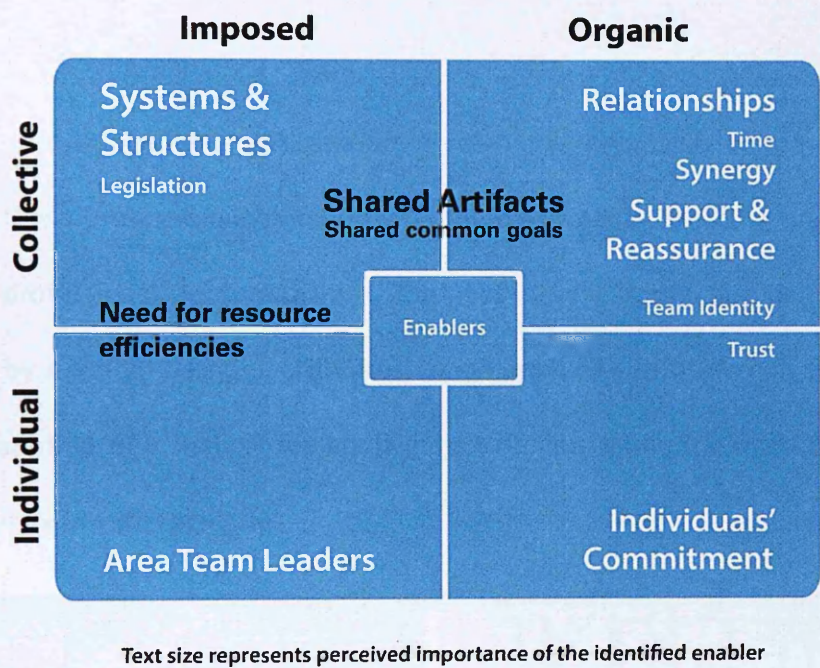 Imposed
Organic
Collective
Individual
Systems &
Structures
Legislation
Relationships
Time
Synergy
Support &
Reassurance
Team Identity
Trust
Shared Artifacts
Shared common goals
Need for resource
efficiencies
Enablers
Area Team Leaders
Individuals’
Commitment
Text size represents perceived importance of the identified enabler